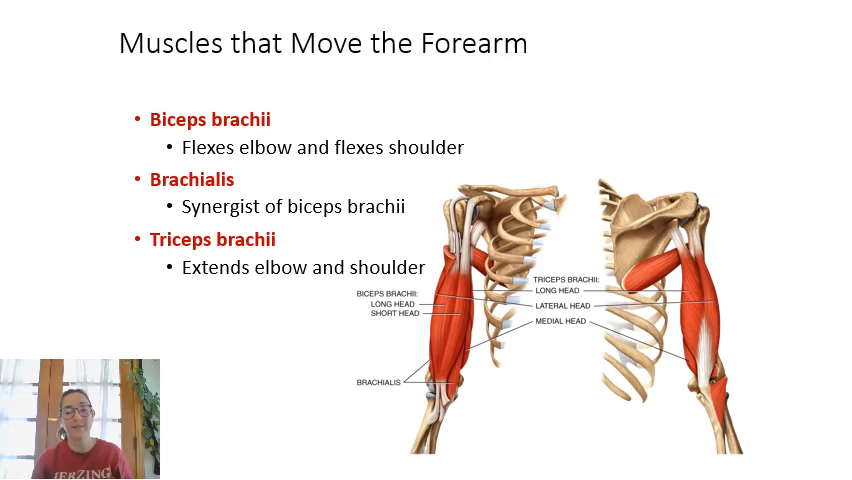 Muscles that Move the Forearm
• Biceps brachii
• Flexes elbow and flexes shoulder
• Brachialis
• Synergist of biceps brachii
• Triceps brachii
• Extends elbow and shoulder
BICEPS BRACHII:
LONG HEAD
SHORT HEAD
BRACHIALIS
TRICEPS BRACHII:
LONG HEAD
LATERAL HEAD
MEDIAL HEAD
HERZING